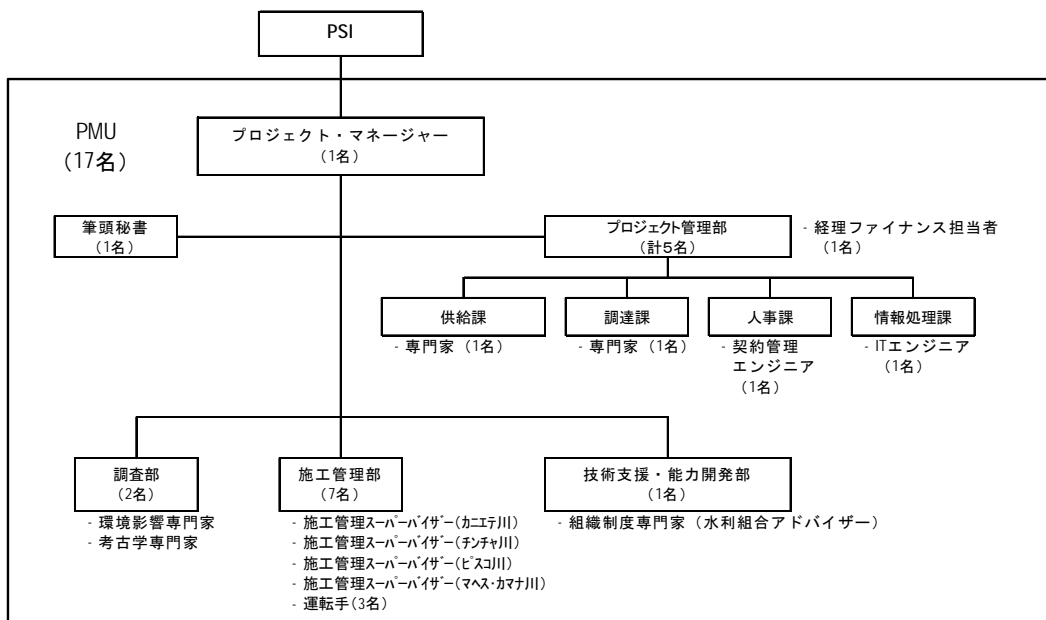 PSI
PMU
(17名)
プロジェクト・マネージャー
(1名)
筆頭秘書
(1名)
プロジェクト管理部
(計5名)
- 経理ファイナンス担当者
(1名)
供給課
調達課
人事課
情報処理課
- 専門家(1名)
- 専門家(1名)
- 契約管理
エンジニア
(1名)
- ITエンジニア
(1名)
調査部
(2名)
施工管理部
(7名)
技術支援・能力開発部
(1名)
- 環境影響専門家
- 考古学専門家
- 施工管理スーパーバイザー(カニエテ川)
- 施工管理スーパーバイザー(チンチャ川)
- 施工管理スーパーバイザー(ピスコ川)
- 施工管理スーパーバイザー(マヘス・カマナ川)
- 運転手(3名)
- 組織制度専門家(水利組合アドバイザー)